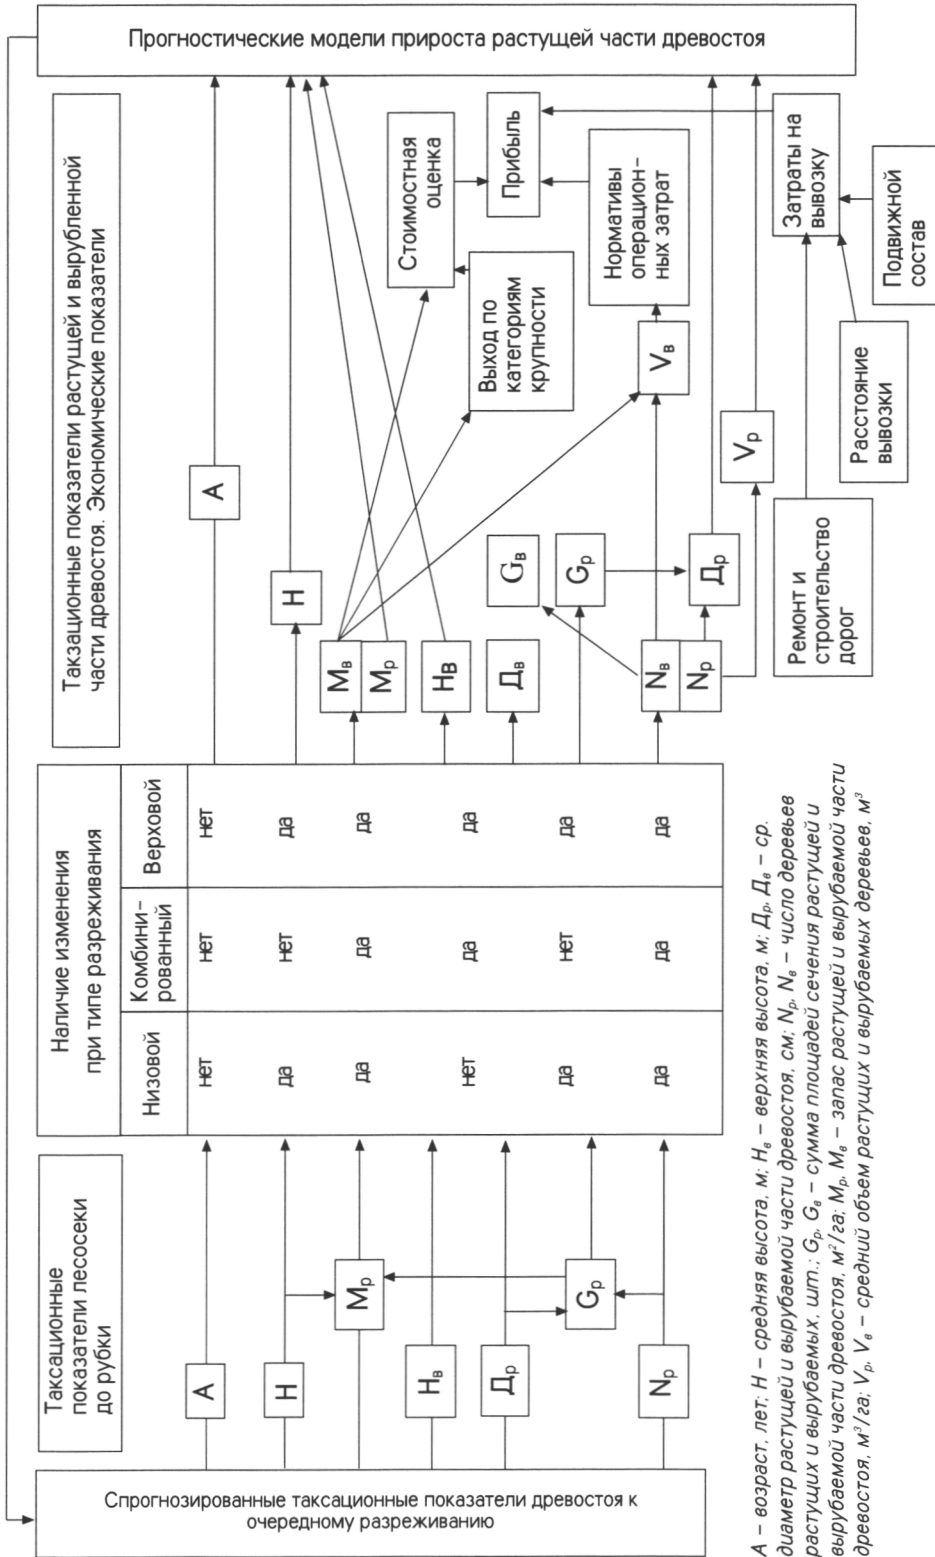 Спрогнозированные таксационные показатели древостоя к
очередному разреживанию
Таксационные
показатели лесосеки
до рубки
А
Н
Mр
Нв
Др
Gр
Nр
Наличие изменения
при типе разреживания
Низовой
Комбини-
рованный
Верховой
нет нет нет
да нет да
да да да
нет да да
да нет да
да да да
Такзационные показатели растущей и вырубленной
части древостоя. Экономические показатели
А
Н
Мв
Мр
Нв
Дв
Gв
Gр
Nв
Nр
Др
Vв
Vр
Выход по
категориям
крупности
Стоимостная
оценка
Прибыль
Нормативы
операцион-
ных затрат
Затраты на
вывозку
Ремонт и
строительство
дорог
Расстояние
вывозки
Подвижной
состав
Прогностические модели прироста растущей части древостоя
А – возраст, лет; Н – средняя высота, м; Нв – верхняя высота, м; Др, Дв – ср.
диаметр растущей и вырубаемой части древостоя, см; Nр, Nв – число деревьев
растущих и вырубаемых, шт.; Gр, Gв – сумма площадей сечения растущей и
вырубаемой части древостоя, м²/га; Mр, Mв – запас растущей и вырубаемой части
древостоя, м³/га; Vр, Vв – средний объем растущих и вырубаемых деревьев, м³